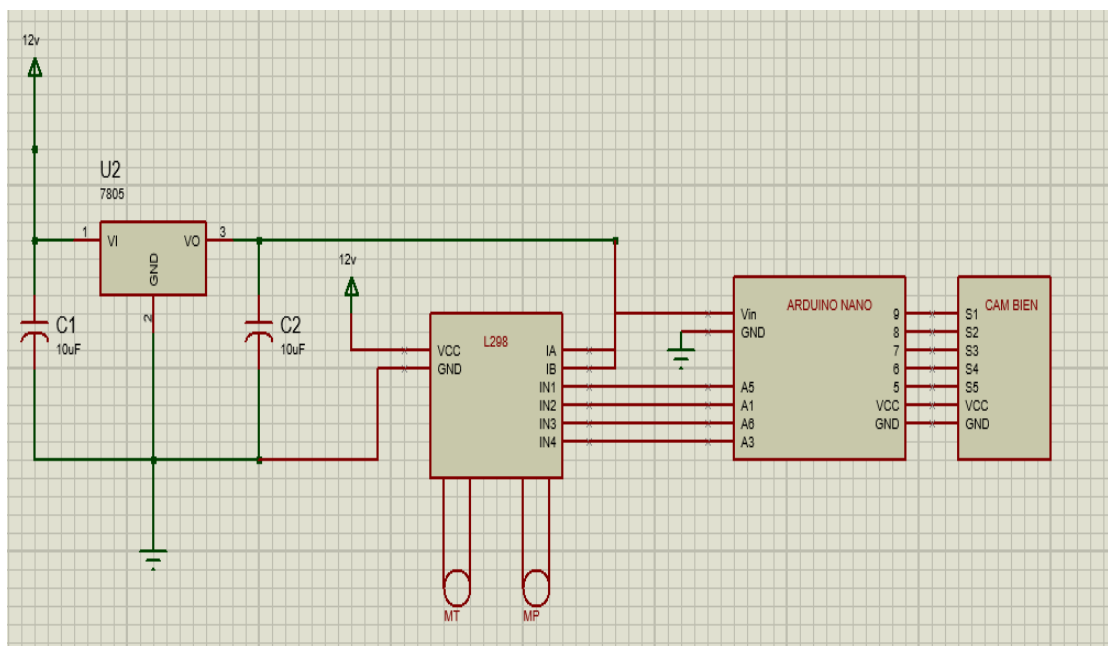 12v
U2
7805
1
VI
VO
3
GND
2
C1
10uF
C2
10uF
12v
L298
VCC
GND
IA
IB
IN1
IN2
IN3
IN4
MT
MP
ARDUINO NANO
Vin
GND
A5
A1
A6
A3
9
8
7
6
5
VCC
GND
CAM BIEN
S1
S2
S3
S4
S5
VCC
GND